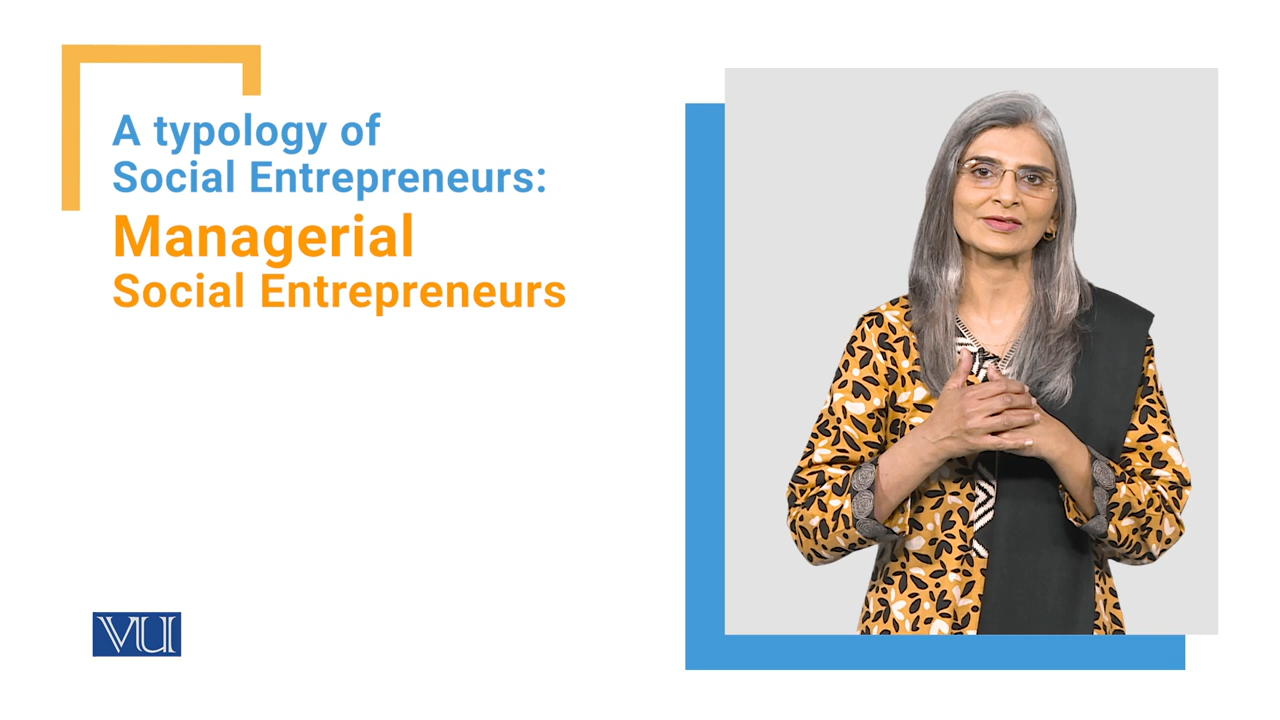 A typology of
Social Entrepreneurs:
Managerial
Social Entrepreneurs
VU